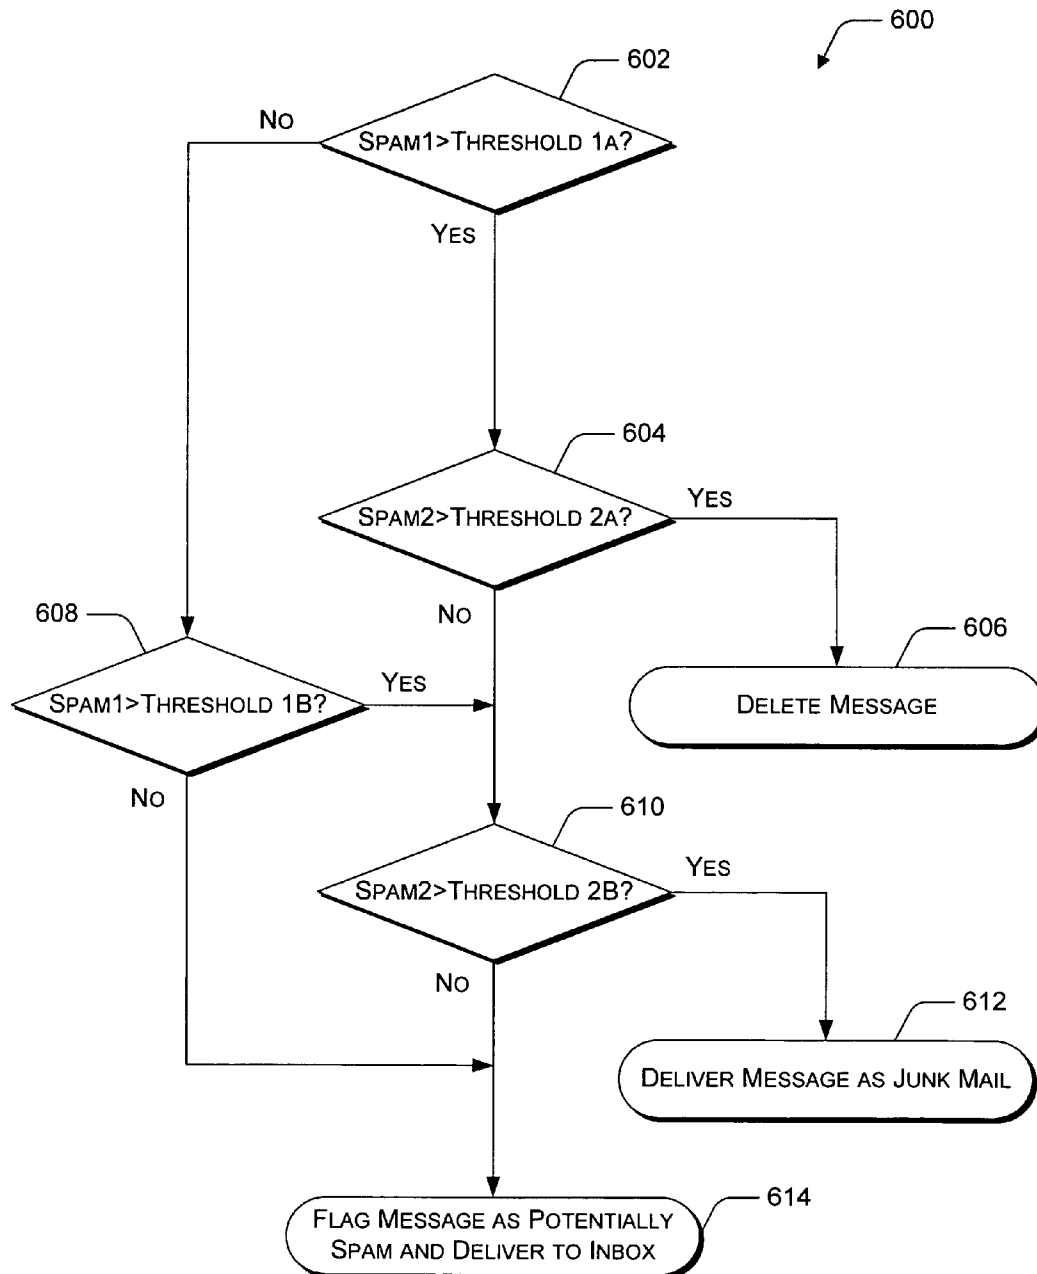 600
602
No
SPAM1>THRESHOLD 1A?
YES
604
YES
SPAM2>THRESHOLD 2A?
No
608
606
YES
SPAM1>THRESHOLD 1B?
DELETE MESSAGE
No
610
YES
SPAM2>THRESHOLD 2B?
No
612
DELIVER MESSAGE AS JUNK MAIL
614
FLAG MESSAGE AS POTENTIALLY
SPAM AND DELIVER TO INBOX